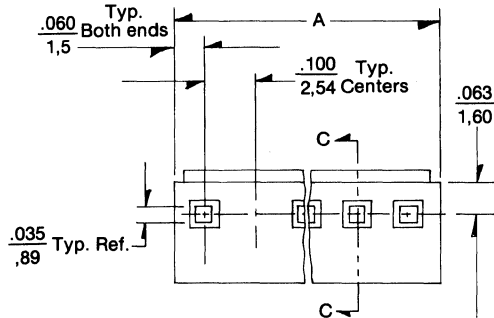 .060 Typ.
1,5 Both ends
A
.100 Typ.
2,54 Centers
.063
1,60
C
.035
,89 Typ. Ref.
C